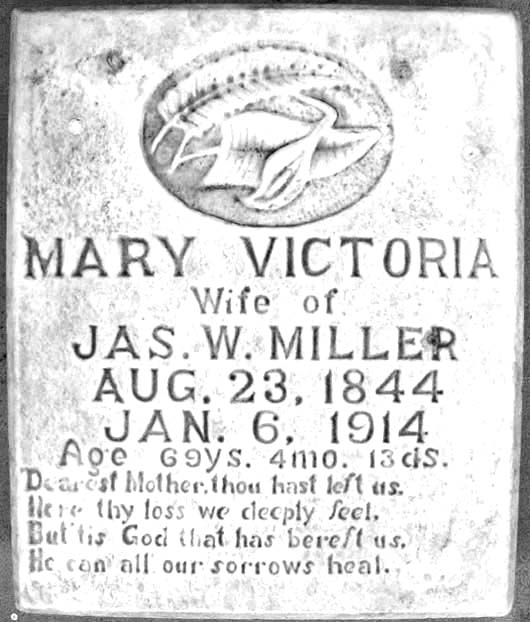 MARY VICTORIA
Wife of
JAS. W. MILLER
AUG. 23, 1844
JAN. 6, 1914
Age 69ys. 4mo. 13ds.
Dearest Mother, thou hast left us.
Here thy loss we deeply feel,
But 'tis God that has bereft us,
He can all our sorrows heal.